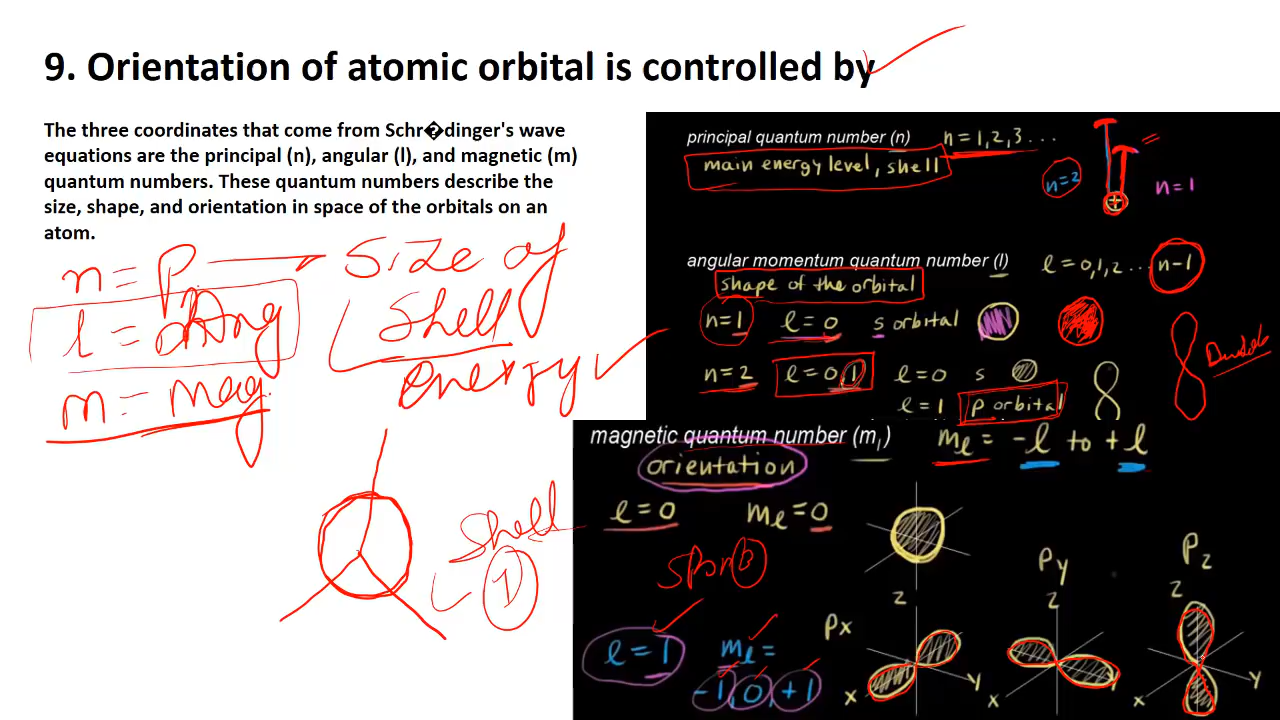 9. Orientation of atomic orbital is controlled by
The three coordinates that come from Schr�dinger's wave
equations are the principal (n), angular (l), and magnetic (m)
quantum numbers. These quantum numbers describe the
size, shape, and orientation in space of the orbitals on an
atom.
n = P → Size of
Shell
l = Ang
energy
m = mag
Shell
1
principal quantum number (n) n = 1, 2, 3 ...
main energy level, shell
n=2
n=1
angular momentum quantum number (l) l = 0, 1, 2 ... n-1
shape of the orbital
n=1 l=0 s orbital
n=2 l=0 1 l=0 s
l=1 p orbital
magnetic quantum number (ml) ml = -l to +l
orientation
l=0 ml=0
l=1 ml=
-1, 0, +1
Px
Py
Pz
z
z
z
x
y
x
y
x
y